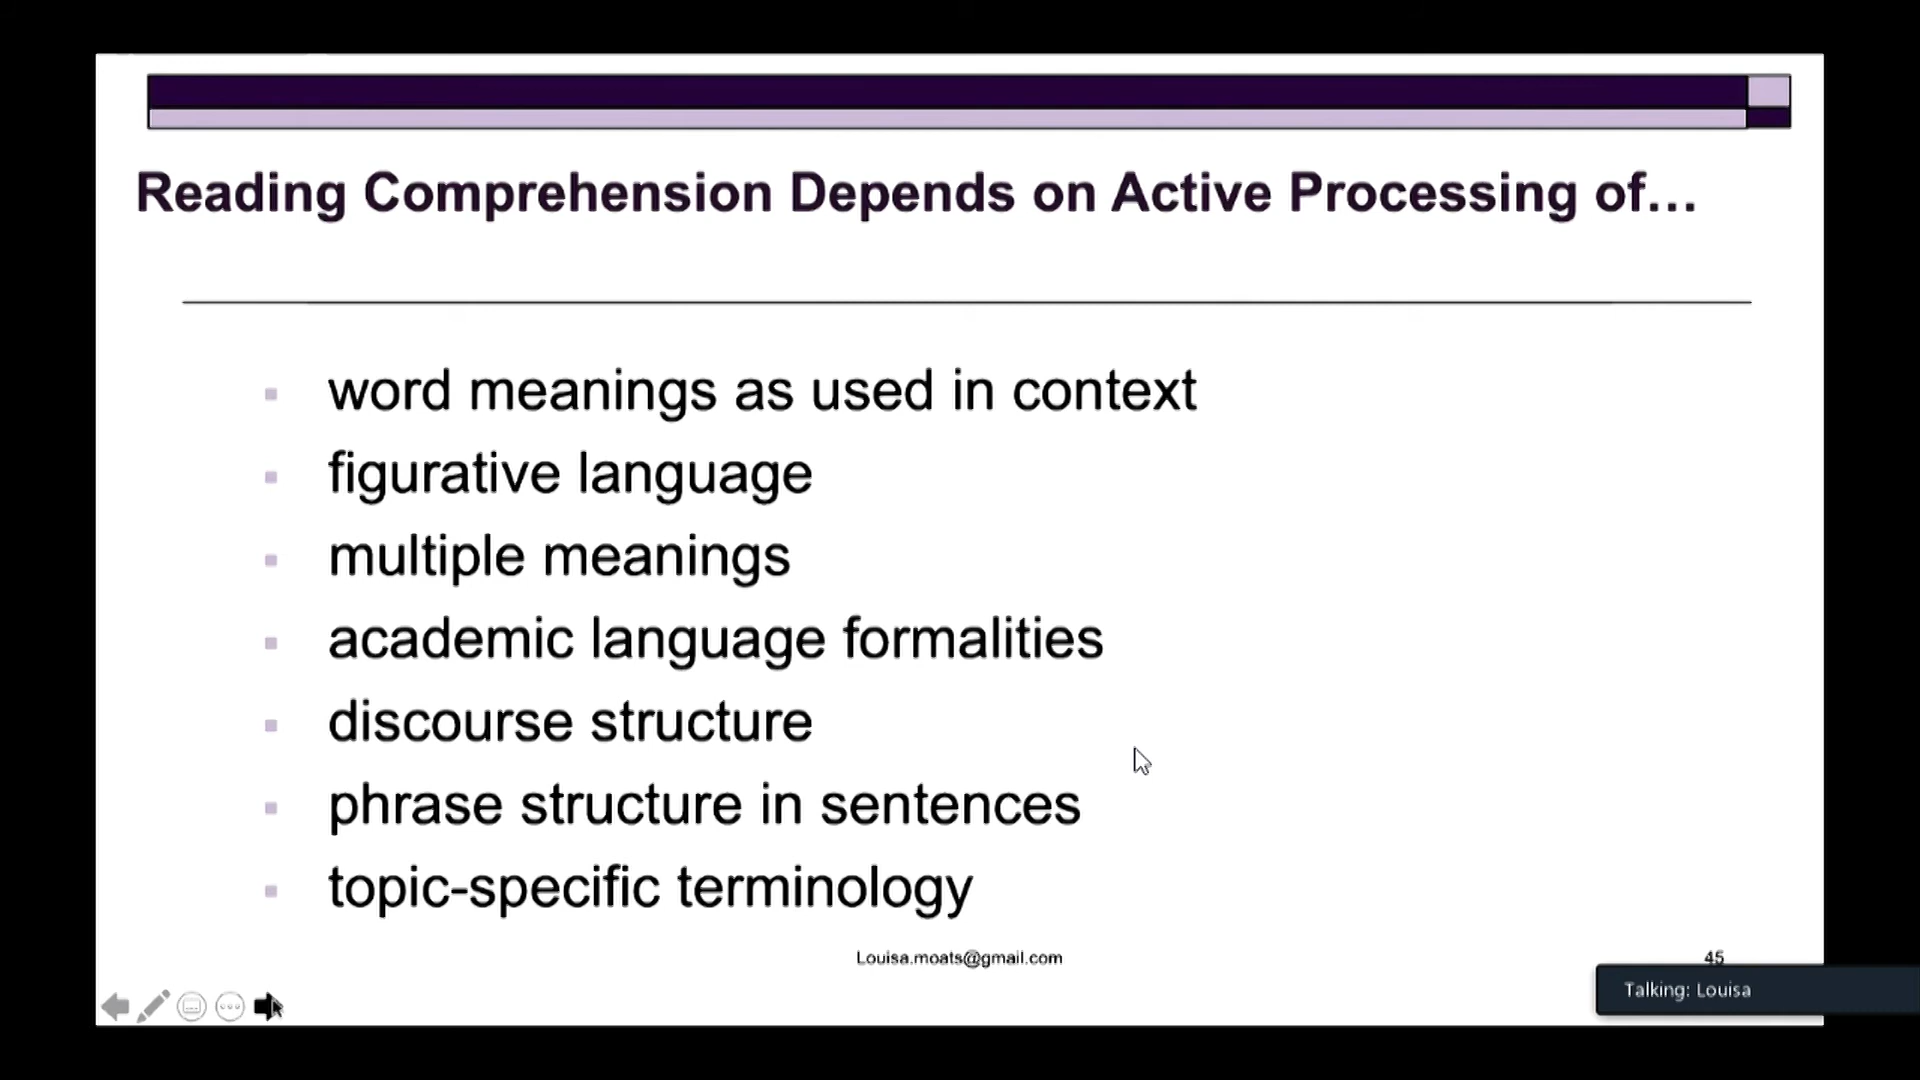 Reading Comprehension Depends on Active Processing of…
word meanings as used in context
figurative language
multiple meanings
academic language formalities
discourse structure
phrase structure in sentences
topic-specific terminology
Louisa.moats@gmail.com
45
Talking: Louisa